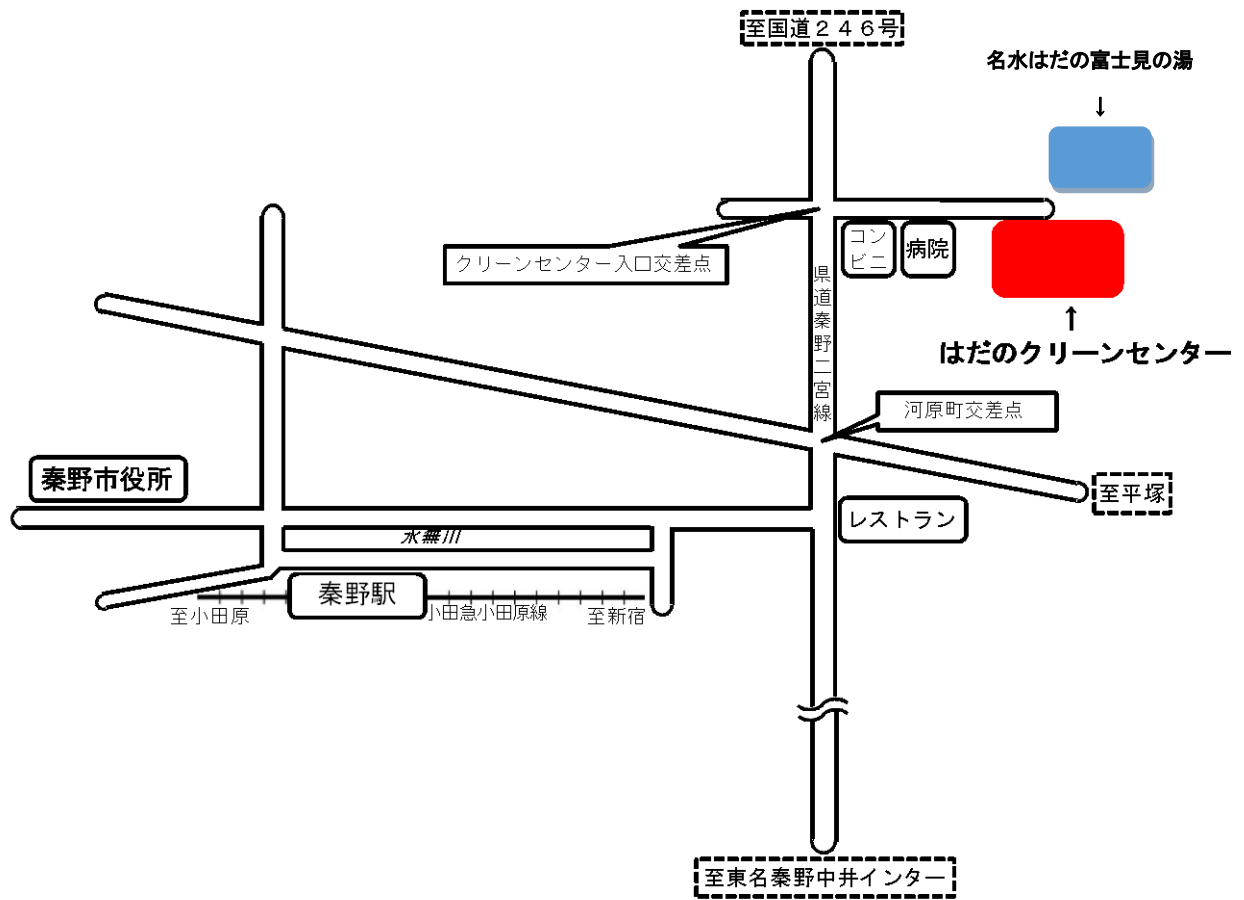 至国道２４６号
名水はだの富士見の湯
↓
クリーンセンター入口交差点
コン
ビニ
病院
県道秦野二宮線
↑
はだのクリーンセンター
河原町交差点
秦野市役所
至平塚
レストラン
水無川
秦野駅
至小田原
小田急小田原線
至新宿
至東名秦野中井インター